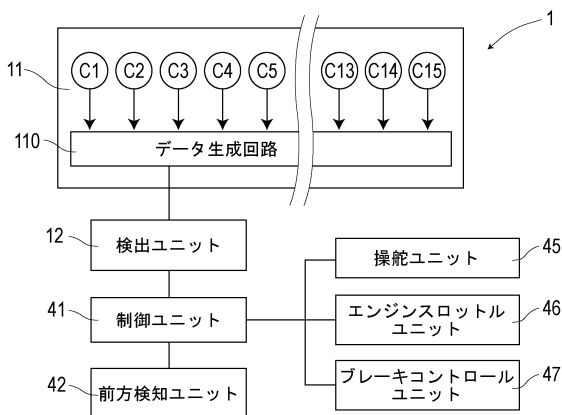 1
11
C1 C2 C3 C4 C5 C13 C14 C15
110
データ生成回路
12
検出ユニット
41
制御ユニット
42
前方検知ユニット
操舵ユニット
45
エンジンスロットル
ユニット
46
ブレーキコントロール
ユニット
47